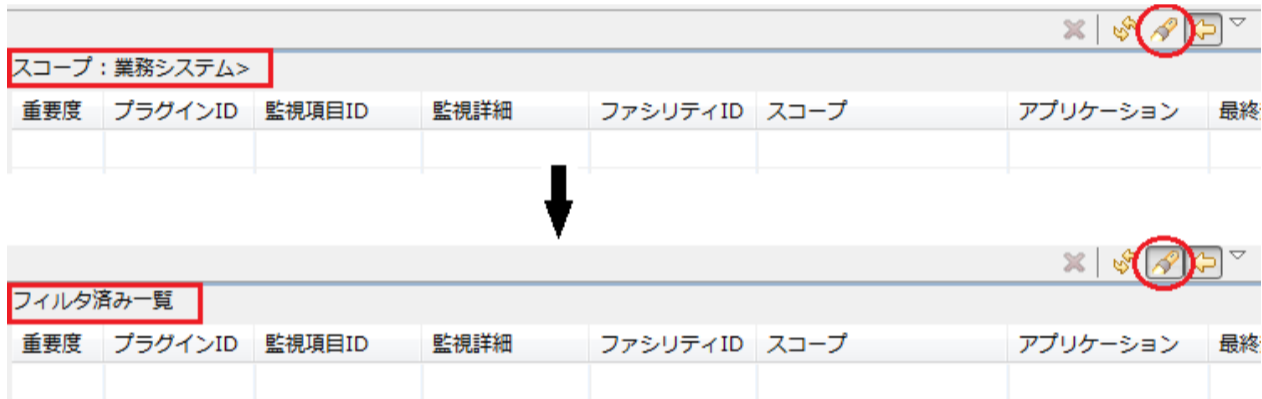 スコープ：業務システム>
重要度 プラグインID 監視項目ID 監視詳細 ファシリティID スコープ アプリケーション 最終
フィルタ済み一覧
重要度 プラグインID 監視項目ID 監視詳細 ファシリティID スコープ アプリケーション 最終